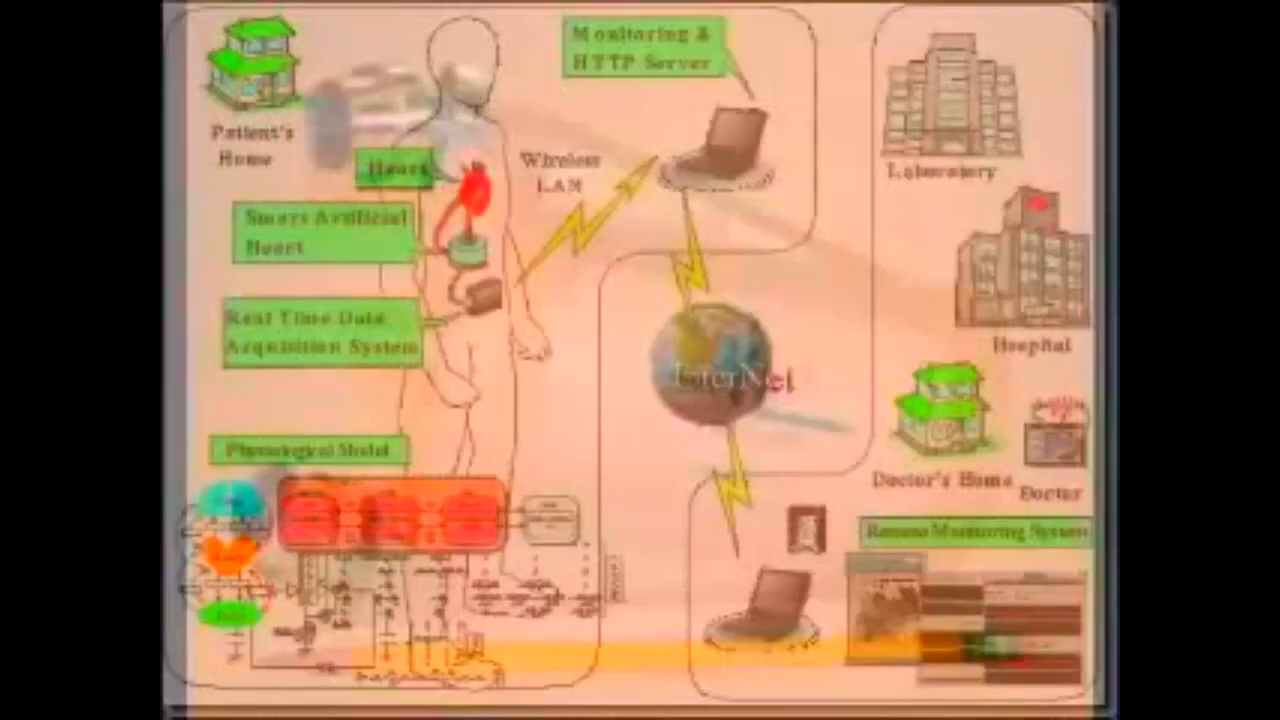 Monitoring &
HTTP Server
Patient's
Home
Heart
Wireless
LAN
Laboratory
Smart Artificial
Heart
Real Time Data
Acquisition System
Hospital
InterNet
Physiological Model
Doctor's Home
Doctor
Remote Monitoring System